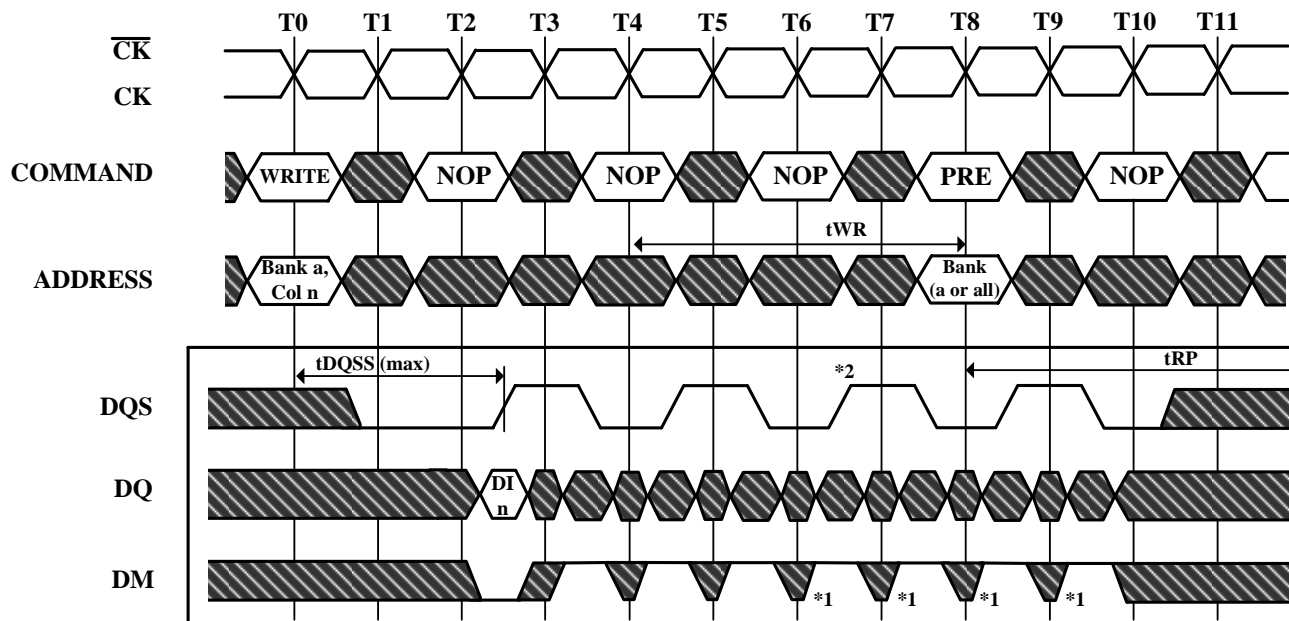 T0 T1 T2 T3 T4 T5 T6 T7 T8 T9 T10 T11
CK
CK
COMMAND WRITE NOP NOP NOP PRE NOP
tWR
ADDRESS Bank a, Col n Bank (a or all)
tDQSS (max) *2 tRP
DQS
DQ DI n
DM *1 *1 *1 *1